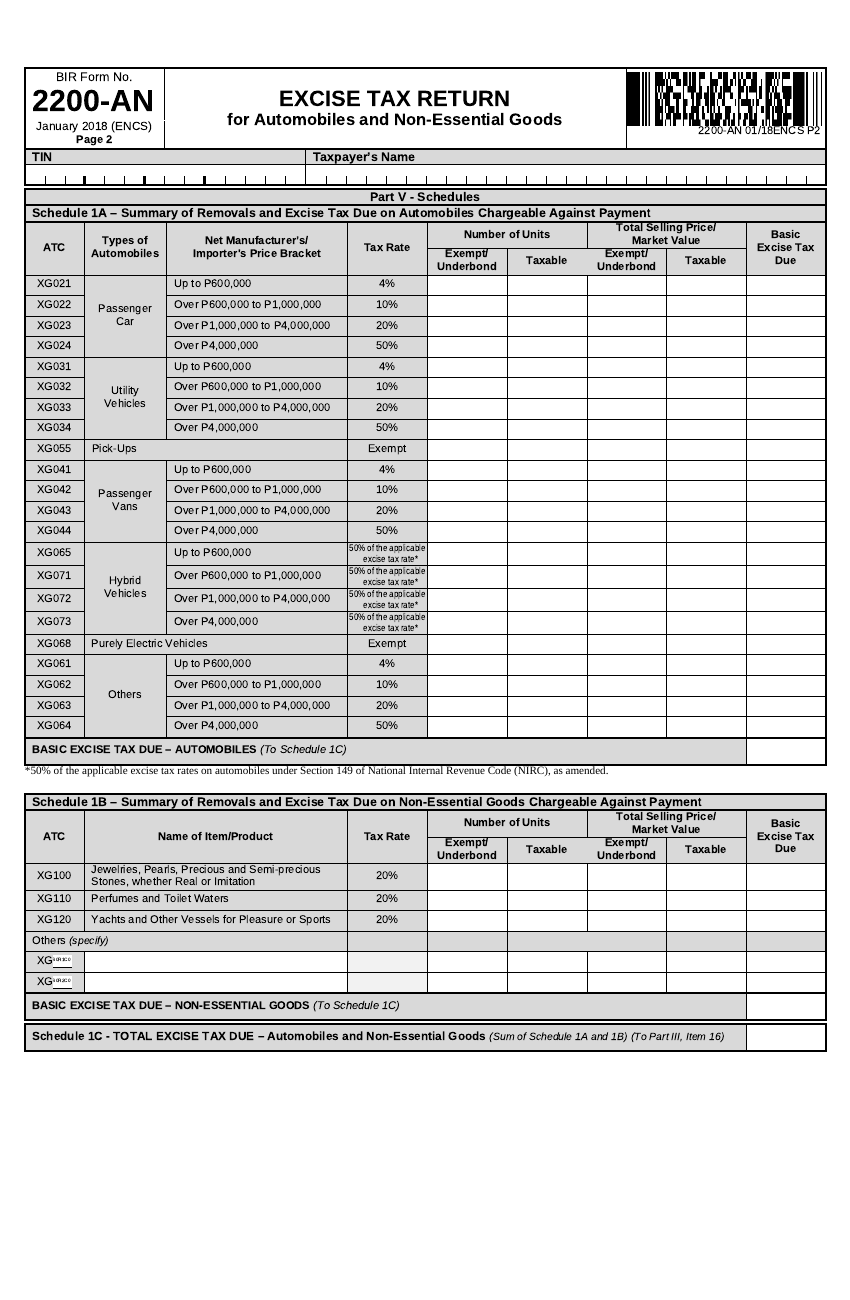 BIR Form No.
2200-AN
January 2018 (ENCS)
Page 2
EXCISE TAX RETURN
for Automobiles and Non-Essential Goods
2200-AN 01/18ENCS P2
TIN Taxpayer's Name
Part V - Schedules
Schedule 1A – Summary of Removals and Excise Tax Due on Automobiles Chargeable Against Payment
ATC Types of Automobiles Net Manufacturer's/ Importer's Price Bracket Tax Rate Number of Units Total Selling Price/ Market Value Basic Excise Tax Due
Exempt/ Underbond Taxable Exempt/ Underbond Taxable
XG021 Passenger Car Up to P600,000 4%
XG022 Over P600,000 to P1,000,000 10%
XG023 Over P1,000,000 to P4,000,000 20%
XG024 Over P4,000,000 50%
XG031 Utility Vehicles Up to P600,000 4%
XG032 Over P600,000 to P1,000,000 10%
XG033 Over P1,000,000 to P4,000,000 20%
XG034 Over P4,000,000 50%
XG055 Pick-Ups Exempt
XG041 Passenger Vans Up to P600,000 4%
XG042 Over P600,000 to P1,000,000 10%
XG043 Over P1,000,000 to P4,000,000 20%
XG044 Over P4,000,000 50%
XG065 Hybrid Vehicles Up to P600,000 50% of the applicable excise tax rate*
XG071 Over P600,000 to P1,000,000 50% of the applicable excise tax rate*
XG072 Over P1,000,000 to P4,000,000 50% of the applicable excise tax rate*
XG073 Over P4,000,000 50% of the applicable excise tax rate*
XG068 Purely Electric Vehicles Exempt
XG061 Others Up to P600,000 4%
XG062 Over P600,000 to P1,000,000 10%
XG063 Over P1,000,000 to P4,000,000 20%
XG064 Over P4,000,000 50%
BASIC EXCISE TAX DUE – AUTOMOBILES (To Schedule 1C)
*50% of the applicable excise tax rates on automobiles under Section 149 of National Internal Revenue Code (NIRC), as amended.
Schedule 1B – Summary of Removals and Excise Tax Due on Non-Essential Goods Chargeable Against Payment
ATC Name of Item/Product Tax Rate Number of Units Total Selling Price/ Market Value Basic Excise Tax Due
Exempt/ Underbond Taxable Exempt/ Underbond Taxable
XG100 Jewelries, Pearls, Precious and Semi-precious Stones, whether Real or Imitation 20%
XG110 Perfumes and Toilet Waters 20%
XG120 Yachts and Other Vessels for Pleasure or Sports 20%
Others (specify)
XG
XG
BASIC EXCISE TAX DUE – NON-ESSENTIAL GOODS (To Schedule 1C)
Schedule 1C - TOTAL EXCISE TAX DUE – Automobiles and Non-Essential Goods (Sum of Schedule 1A and 1B) (To Part III, Item 16)